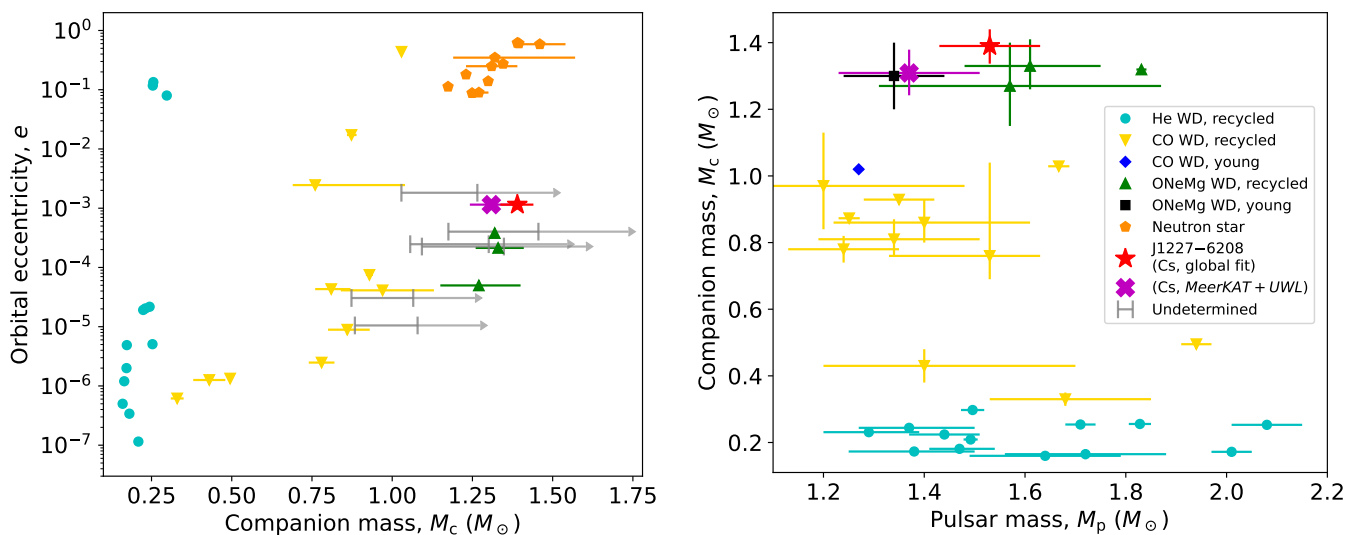 10⁰
10⁻¹
10⁻²
10⁻³
10⁻⁴
10⁻⁵
10⁻⁶
10⁻⁷
Orbital eccentricity, e
0.25 0.50 0.75 1.00 1.25 1.50 1.75
Companion mass, M_c (M_⊙)
1.4
1.2
1.0
0.8
0.6
0.4
0.2
Companion mass, M_c (M_⊙)
1.2 1.4 1.6 1.8 2.0 2.2
Pulsar mass, M_p (M_⊙)
He WD, recycled
CO WD, recycled
CO WD, young
ONeMg WD, recycled
ONeMg WD, young
Neutron star
J1227−6208
(Cs, global fit)
(Cs, MeerKAT + UWL)
Undetermined